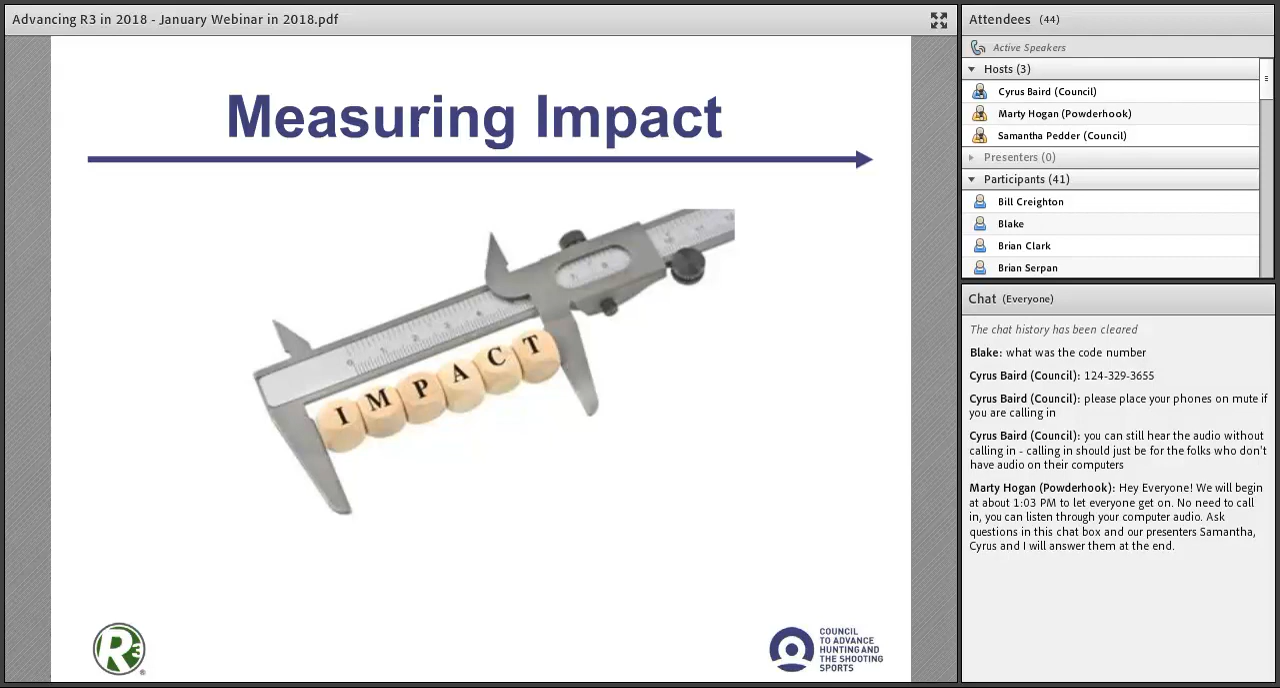 Advancing R3 in 2018 - January Webinar in 2018.pdf
Measuring Impact
IMPACT
R3
®
COUNCIL
TO ADVANCE
HUNTING AND
THE SHOOTING
SPORTS
Attendees (44)
Active Speakers
Hosts (3)
Cyrus Baird (Council)
Marty Hogan (Powderhook)
Samantha Pedder (Council)
Presenters (0)
Participants (41)
Bill Creighton
Blake
Brian Clark
Brian Serpan
Chat (Everyone)
The chat history has been cleared
Blake: what was the code number
Cyrus Baird (Council): 124-329-3655
Cyrus Baird (Council): please place your phones on mute if
you are calling in
Cyrus Baird (Council): you can still hear the audio without
calling in - calling in should just be for the folks who don't
have audio on their computers
Marty Hogan (Powderhook): Hey Everyone! We will begin
at about 1:03 PM to let everyone get on. No need to call
in, you can listen through your computer audio. Ask
questions in this chat box and our presenters Samantha,
Cyrus and I will answer them at the end.